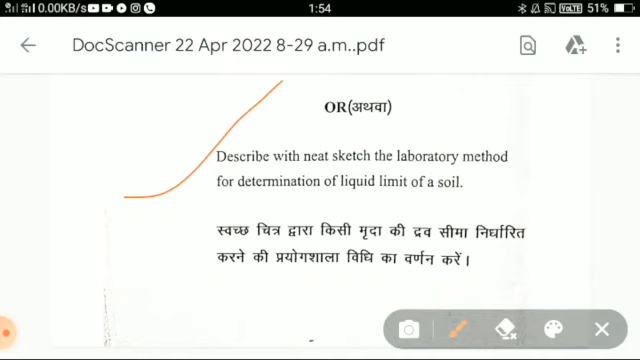 0.00KB/s 1:54 VoLTE 51%
DocScanner 22 Apr 2022 8-29 a.m..pdf
OR(अथवा)
Describe with neat sketch the laboratory method
for determination of liquid limit of a soil.
स्वच्छ चित्र द्वारा किसी मृदा की द्रव सीमा निर्धारित
करने की प्रयोगशाला विधि का वर्णन करें।